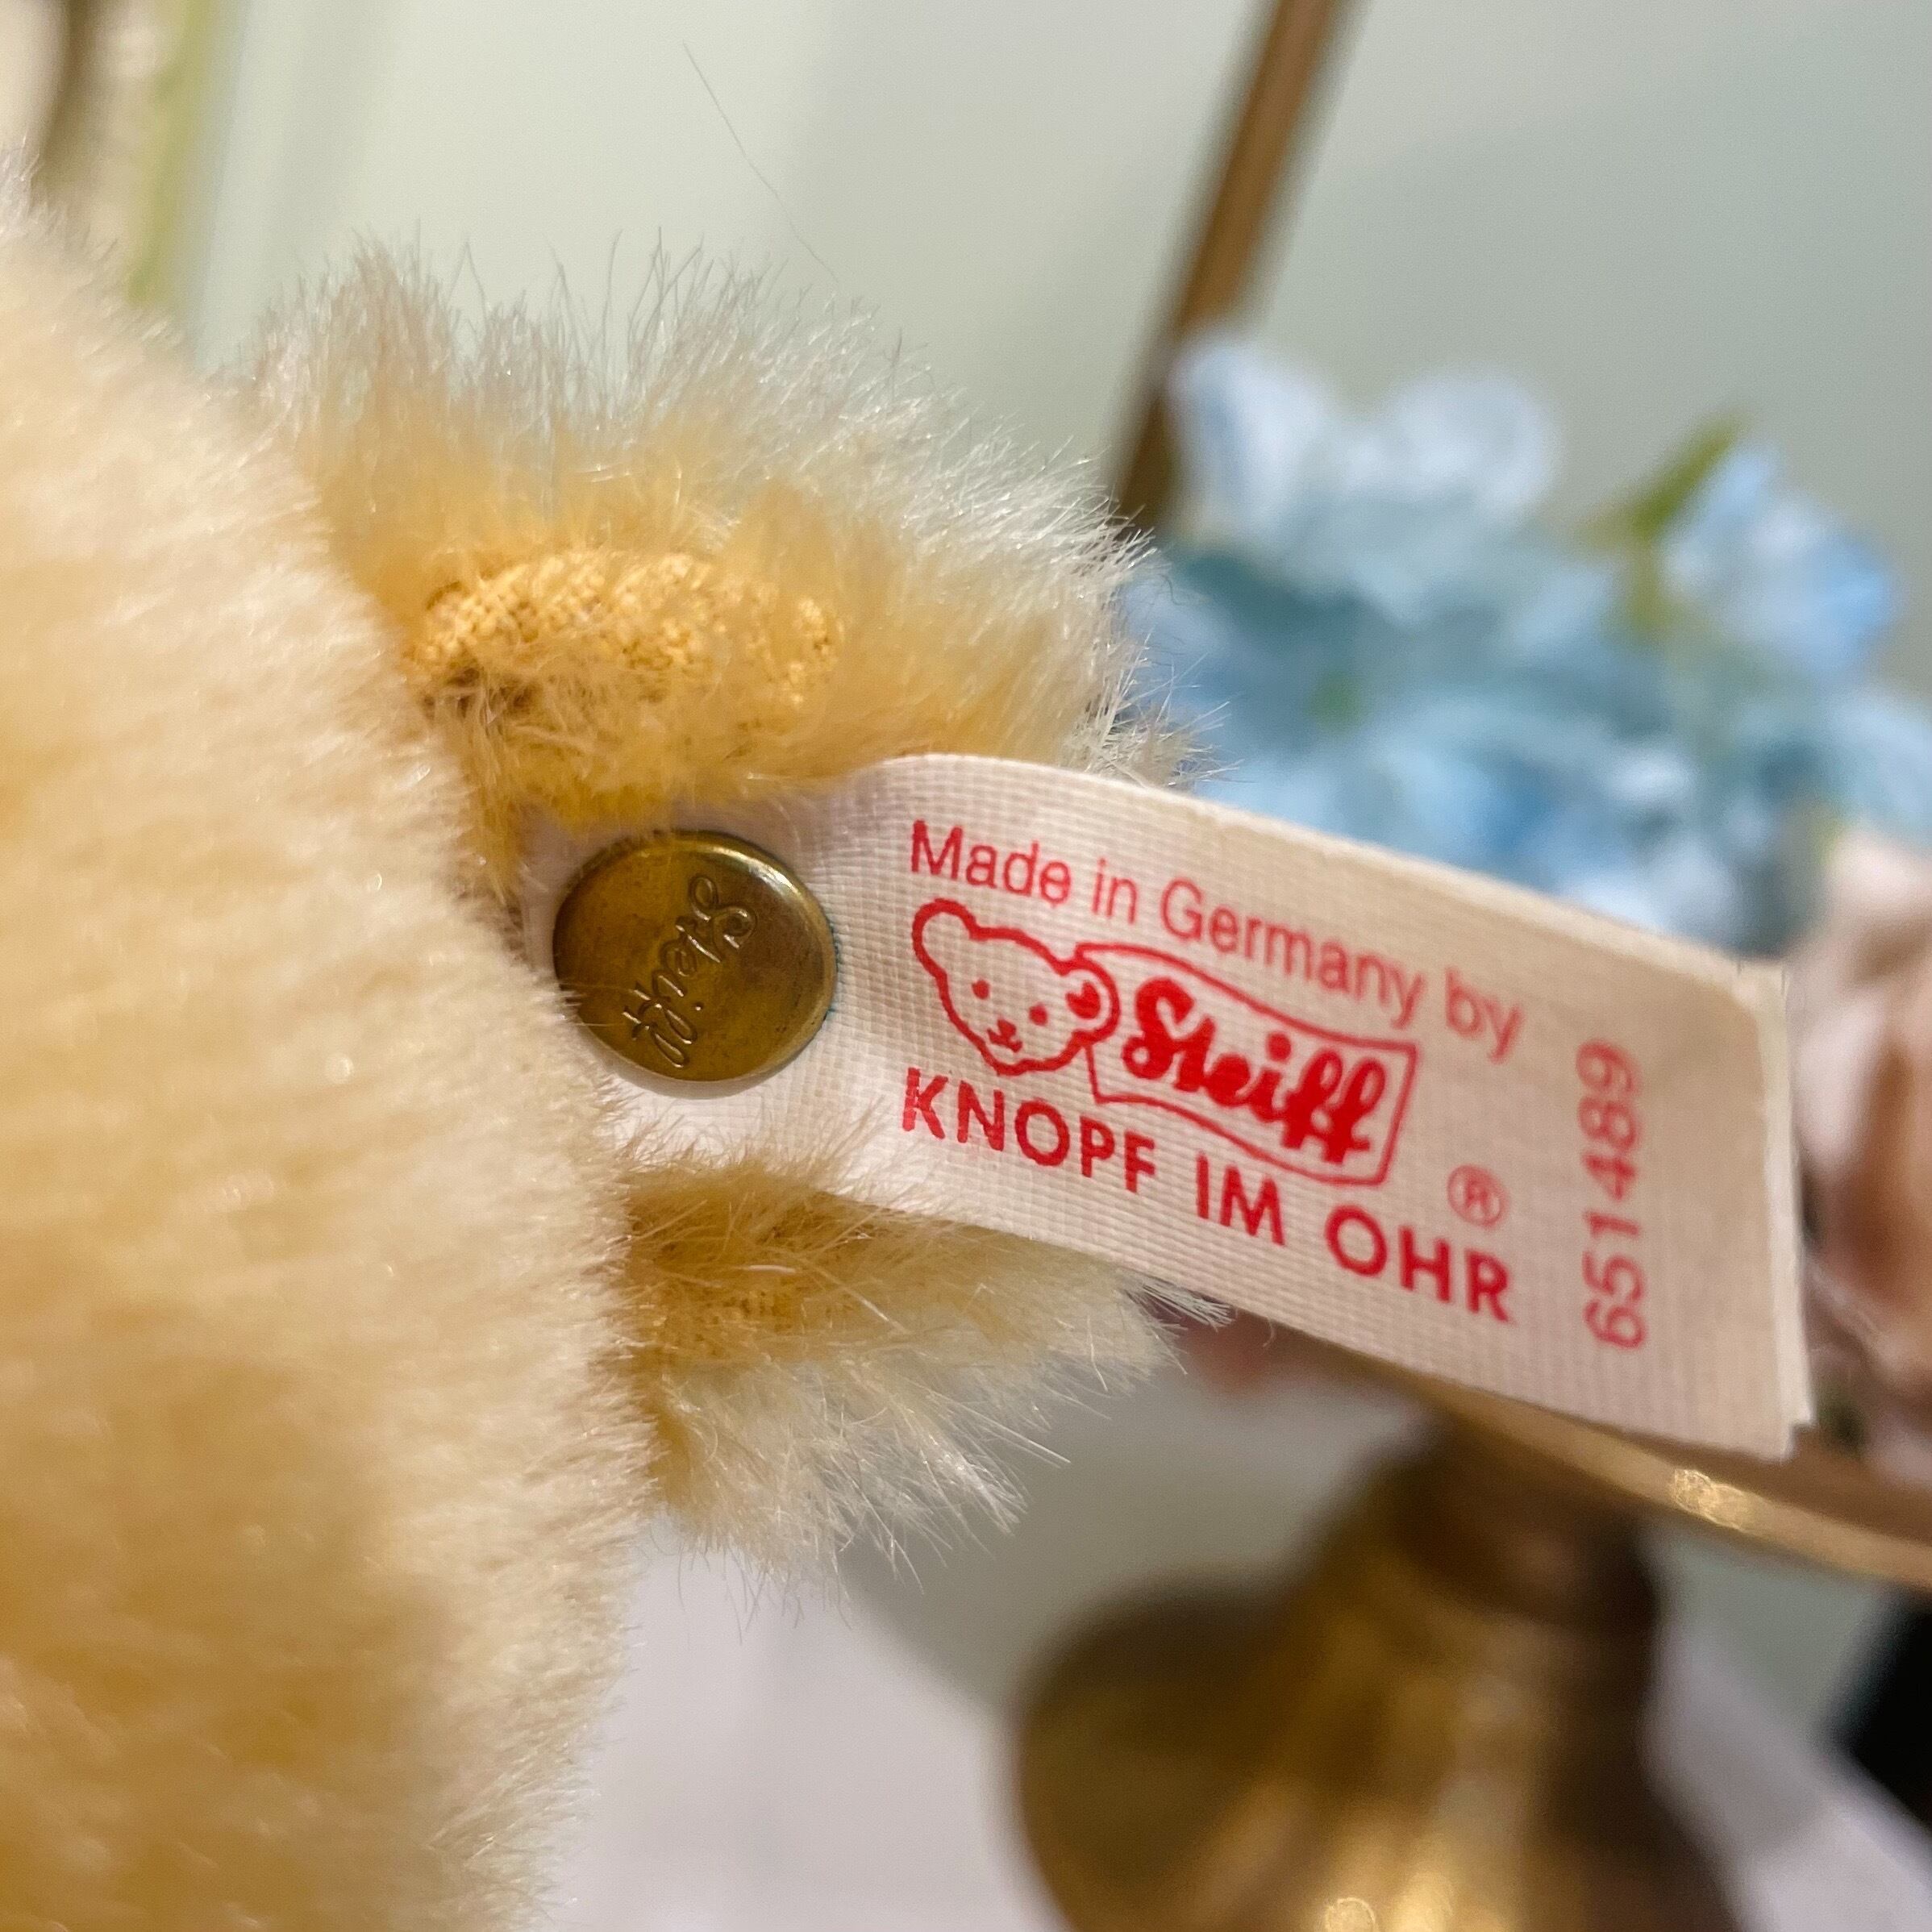 Steiff
Made in Germany by
Steiff
KNOPF IM OHR
®
651489